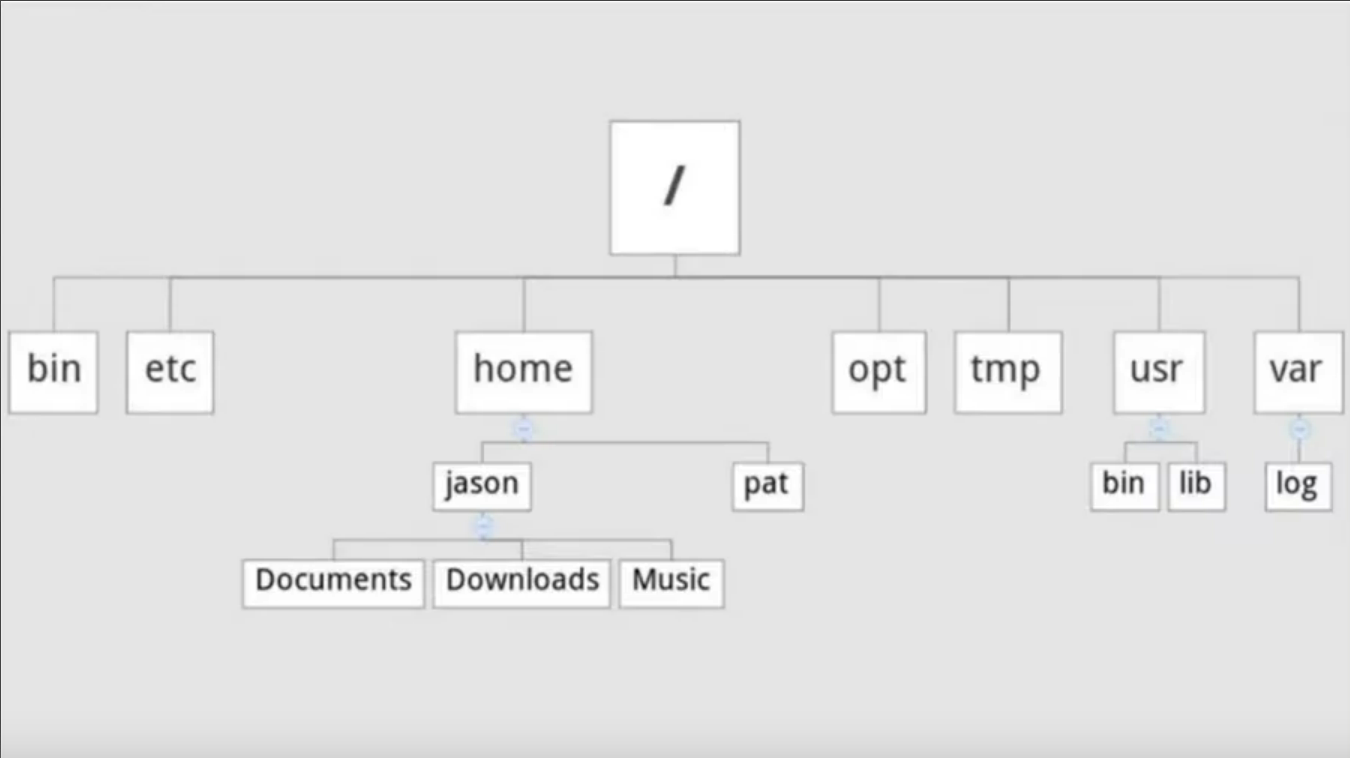 /
bin
etc
home
opt
tmp
usr
var
jason
pat
bin
lib
log
Documents
Downloads
Music